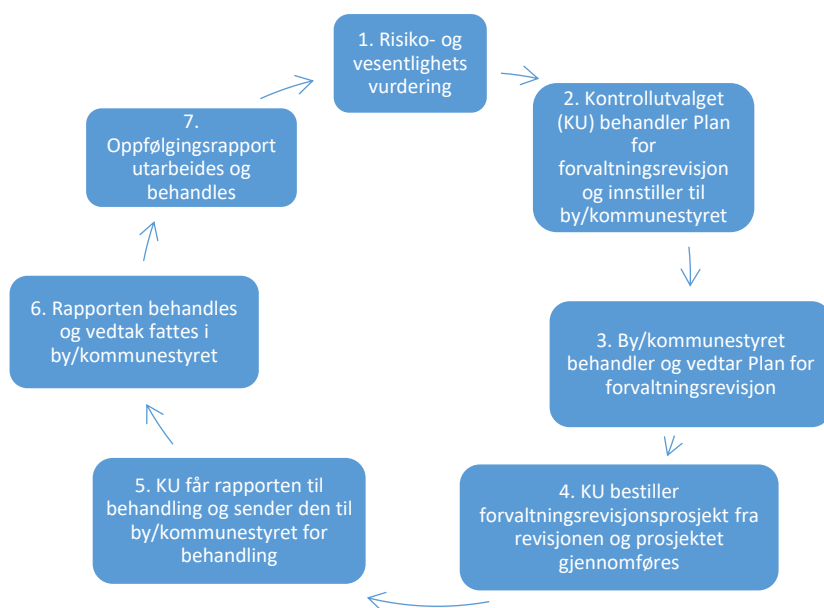 1. Risiko- og
vesentlighets
vurdering
2. Kontrollutvalget
(KU) behandler Plan
for
forvaltningsrevisjon
og innstiller til
by/kommunestyret
3. By/kommunestyret
behandler og vedtar Plan for
forvaltningsrevisjon
4. KU bestiller
forvaltningsrevisjonsprosjekt fra
revisjonen og prosjektet
gjennomføres
5. KU får rapporten til
behandling og sender den til
by/kommunestyret for
behandling
6. Rapporten behandles
og vedtak fattes i
by/kommunestyret
7.
Oppfølgingsrapport
utarbeides og
behandles